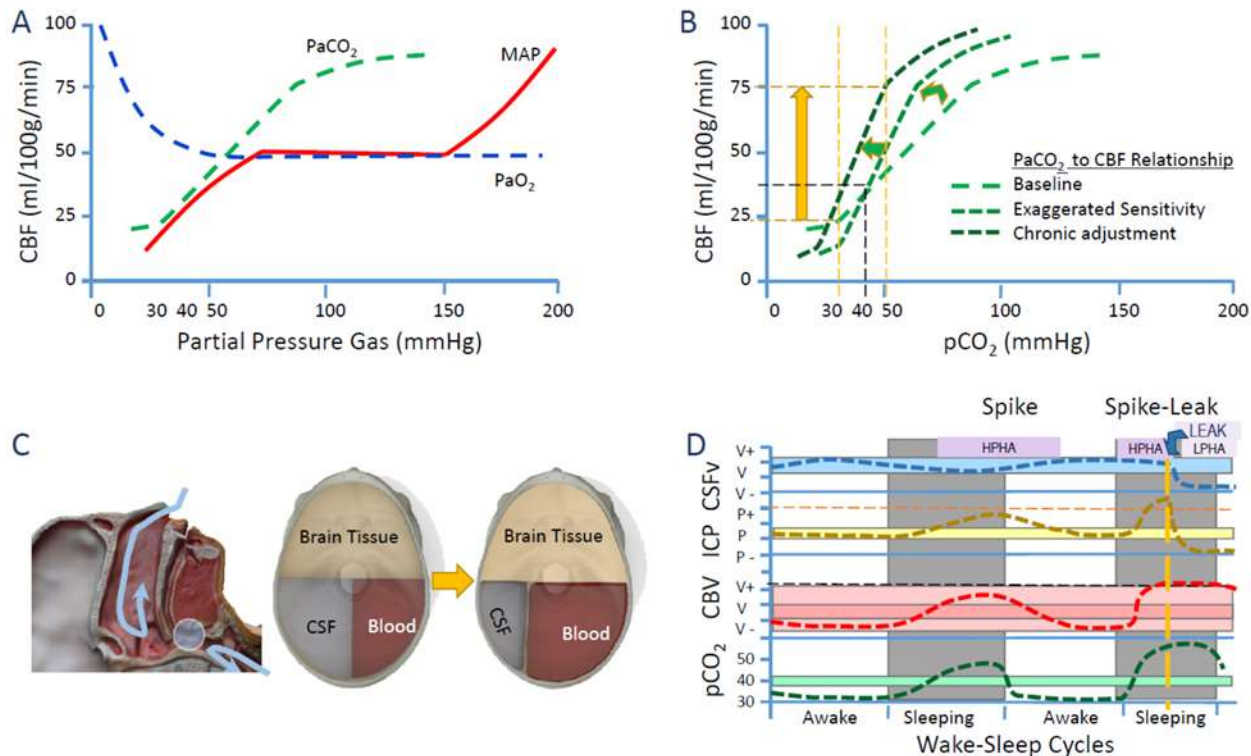 A
CBF (ml/100g/min)
100
75
50
25
0
PaCO2
MAP
PaO2
0 30 40 50 100 150 200
Partial Pressure Gas (mmHg)
B
CBF (ml/100g/min)
100
75
50
25
0
PaCO2 to CBF Relationship
Baseline
Exaggerated Sensitivity
Chronic adjustment
0 30 40 50 100 150 200
pCO2 (mmHg)
C
Brain Tissue
CSF Blood
Brain Tissue
CSF Blood
D
Spike Spike-Leak
LEAK
HPHA HPHA LPHA
CSFv
V+
V
V -
ICP
P+
P
P -
CBV
V+
V
V -
pCO2
50
40
30
Awake Sleeping Awake Sleeping
Wake-Sleep Cycles